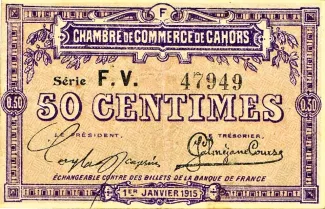 F
CHAMBRE DE COMMERCE DE CAHORS
Série F.V. 47949
0.50 50 CENTIMES 0.50
LE PRÉSIDENT, LE TRÉSORIER,
ÉCHANGEABLE CONTRE DES BILLETS DE LA BANQUE DE FRANCE
1ER JANVIER 1915